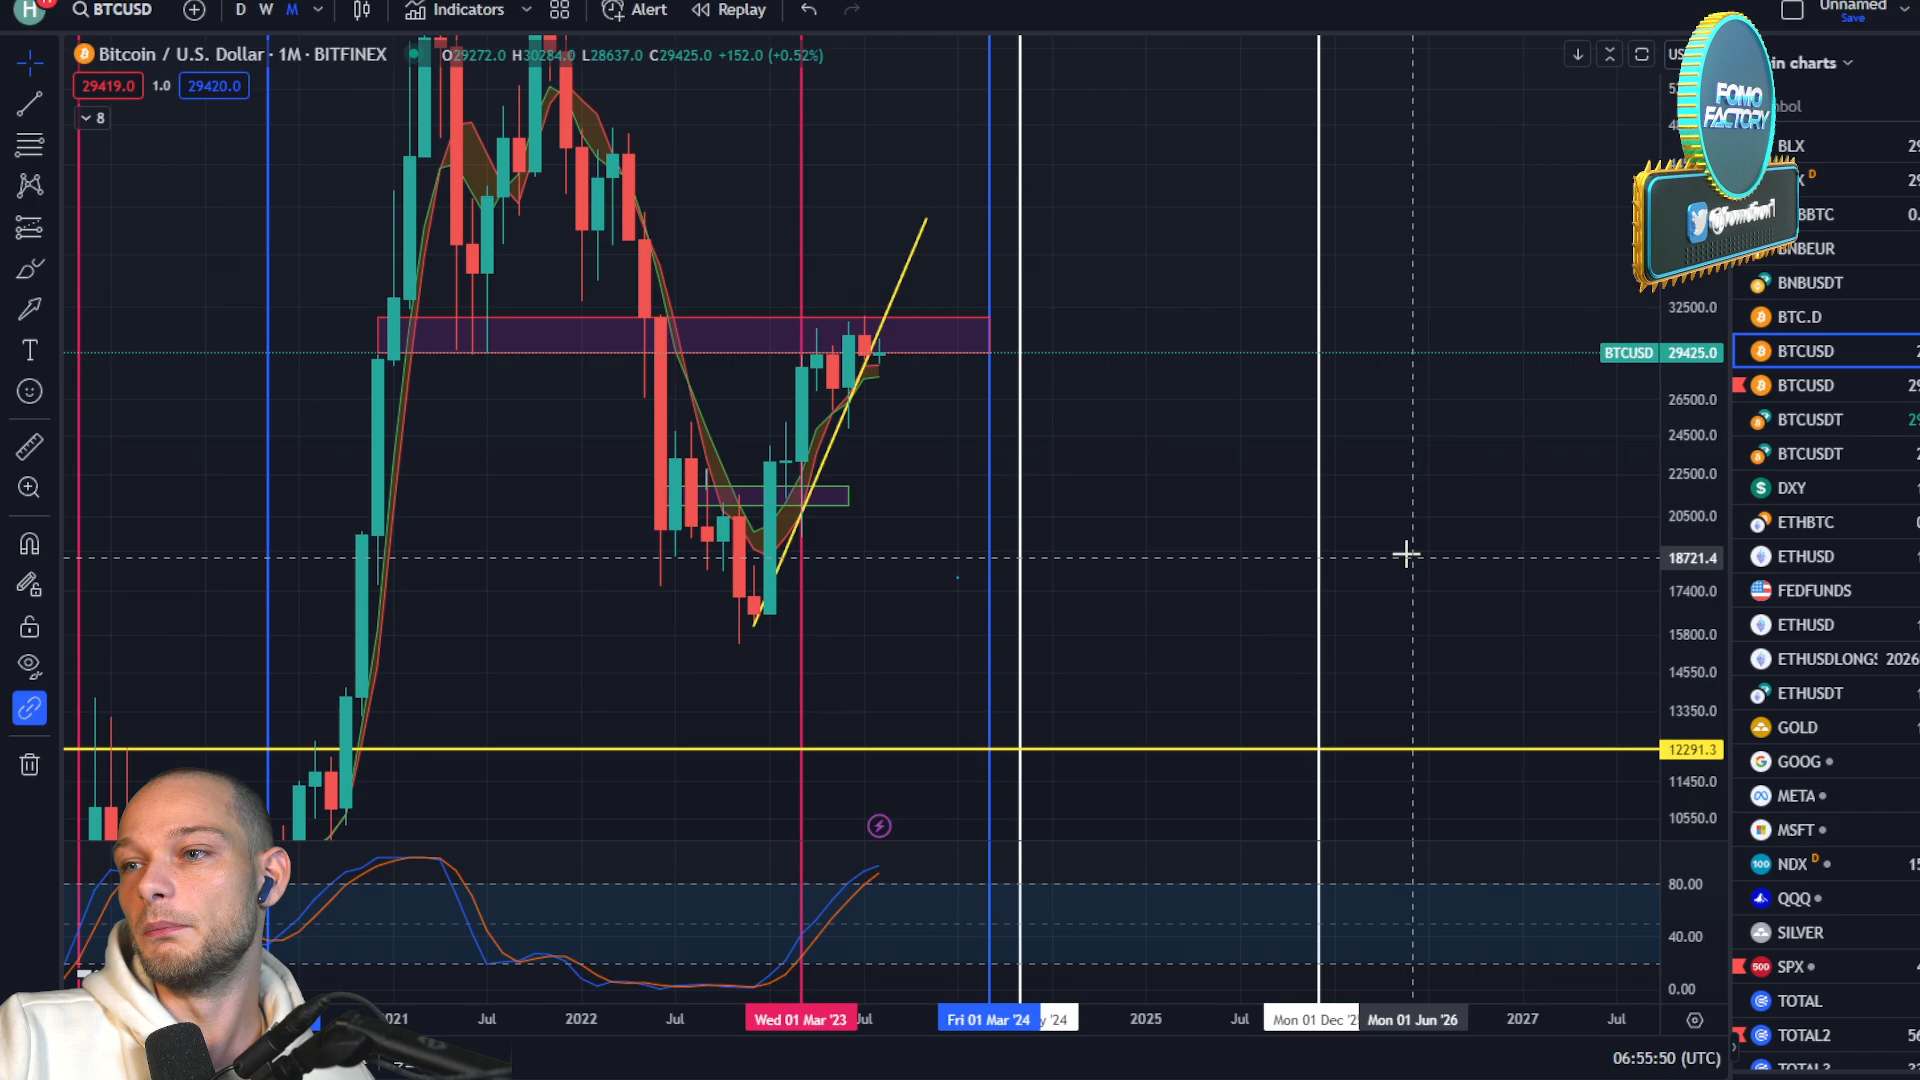 H
BTCUSD
D W M
Indicators
Alert
Replay
Unnamed
Save
Bitcoin / U.S. Dollar · 1M · BITFINEX
O29272.0 H30284.0 L28637.0 C29425.0 +152.0 (+0.52%)
29419.0 1.0 29420.0
8
in charts
FOMO
FACTORY
BLX
BBTC
BNBEUR
BNBUSDT
BTC.D
BTCUSD
BTCUSD
BTCUSDT
BTCUSDT
DXY
ETHBTC
ETHUSD
FEDFUNDS
ETHUSD
ETHUSDLONGS
ETHUSDT
GOLD
GOOG
META
MSFT
NDX D
QQQ
SILVER
SPX
TOTAL
TOTAL2
32500.0
BTCUSD 29425.0
26500.0
24500.0
22500.0
20500.0
18721.4
17400.0
15800.0
14550.0
13350.0
12291.3
11450.0
10550.0
80.00
40.00
0.00
Jul
2022
Jul
Wed 01 Mar '23
Jul
Fri 01 Mar '24
2025
Jul
Mon 01 Dec
Mon 01 Jun '26
2027
Jul
06:55:50 (UTC)